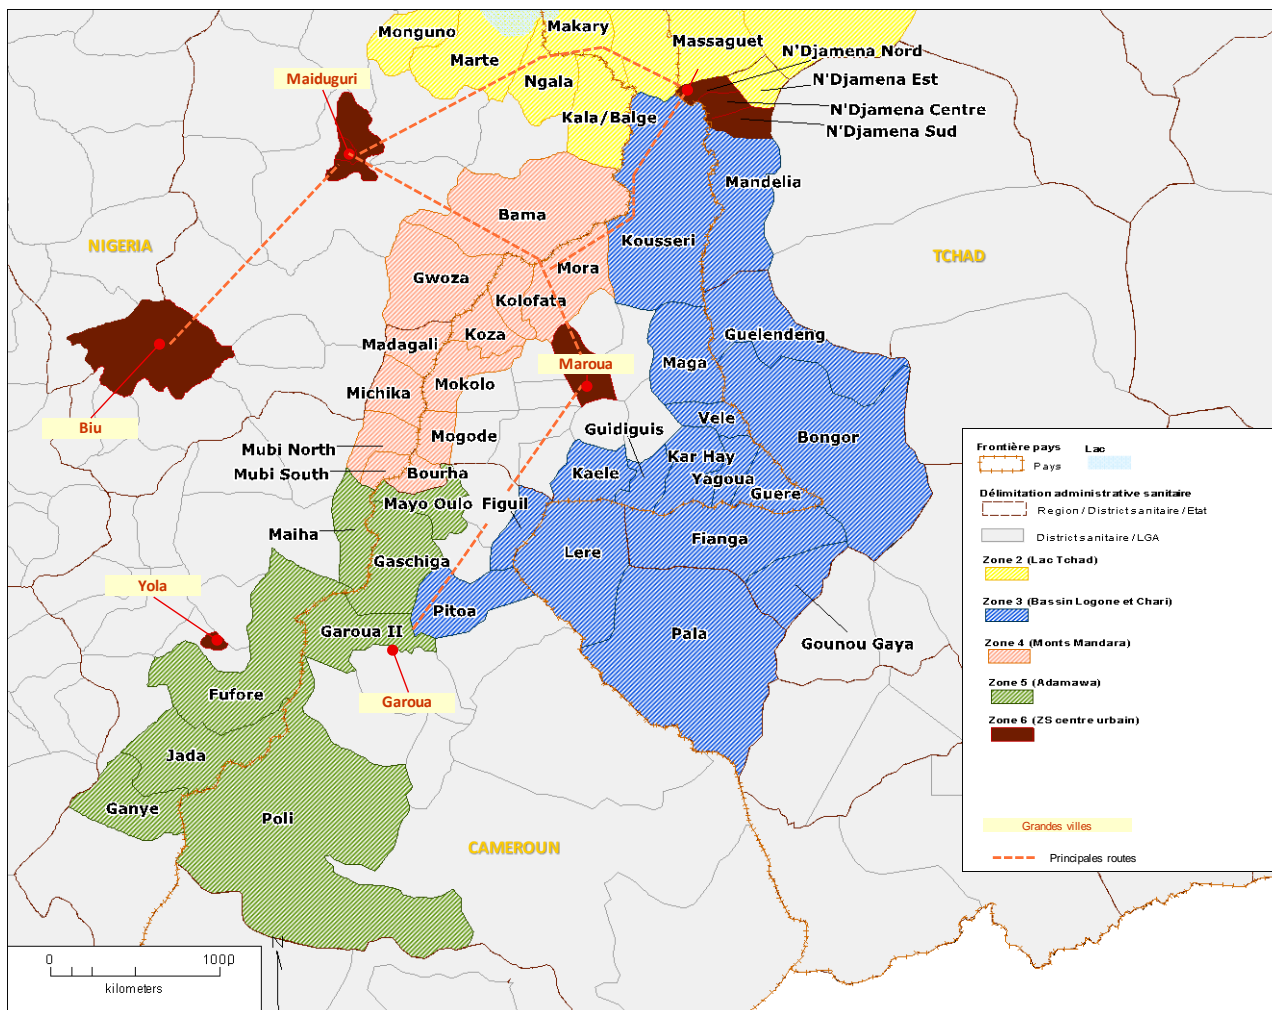 Monguno
Makary
Massaguet
Marte
N'Djamena Nord
Maiduguri
Ngala
N'Djamena Est
N'Djamena Centre
Kala/Balge
N'Djamena Sud
Mandelia
Bama
NIGERIA
Kousseri
TCHAD
Gwoza
Mora
Kolofata
Koza
Madagali
Guelendeng
Maroua
Maga
Michika
Mokolo
Biu
Vele
Guidiguis
Mogode
Bongor
Mubi North
Kar Hay
Mubi South
Bourha
Kaele
Yagoua
Guere
Mayo Oulo
Figuil
Maiha
Fianga
Lere
Gaschiga
Yola
Pitoa
Garoua II
Pala
Gounou Gaya
Fufore
Garoua
Jada
Ganye
Poli
CAMEROUN
Frontière pays
Lac
Pays
Délimitation administrative sanitaire
Region / District sanitaire / Etat
District sanitaire / LGA
Zone 2 (Lac Tchad)
Zone 3 (Bassin Logone et Chari)
Zone 4 (Monts Mandara)
Zone 5 (Adamawa)
Zone 6 (ZS centre urbain)
Grandes villes
Principales routes
N
0 100
kilometers